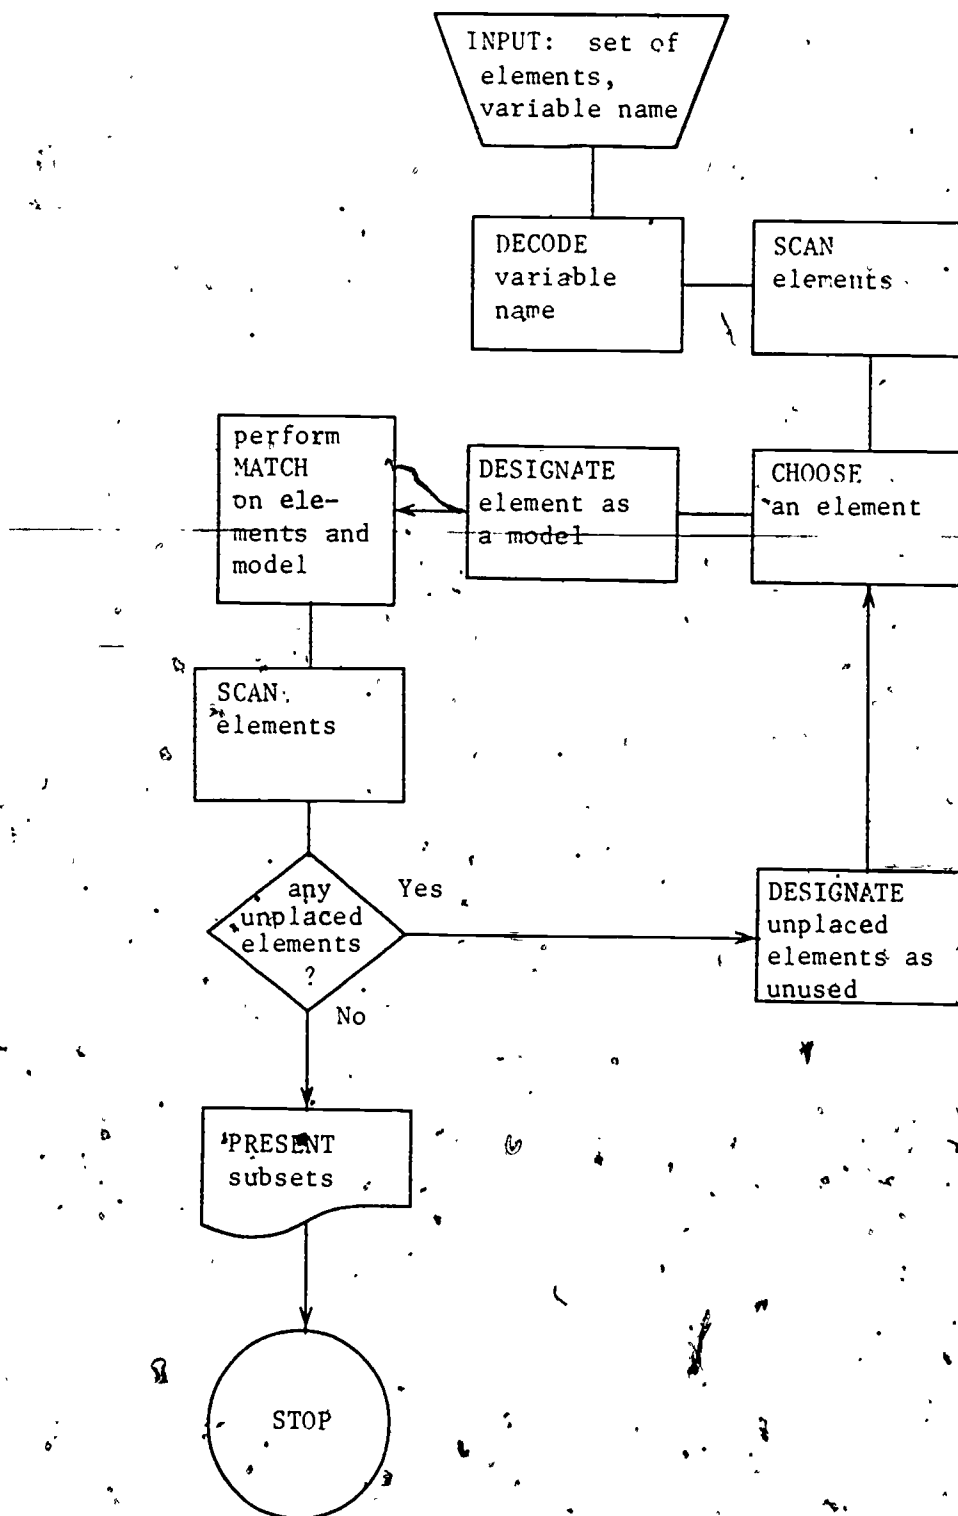 INPUT: set of
elements,
variable name
DECODE
variable
name
SCAN
elements
perform
MATCH
on ele-
ments and
model
DESIGNATE
element as
a model
CHOOSE
an element
SCAN
elements
any
unplaced
elements
?
Yes
No
DESIGNATE
unplaced
elements as
unused
PRESENT
subsets
STOP